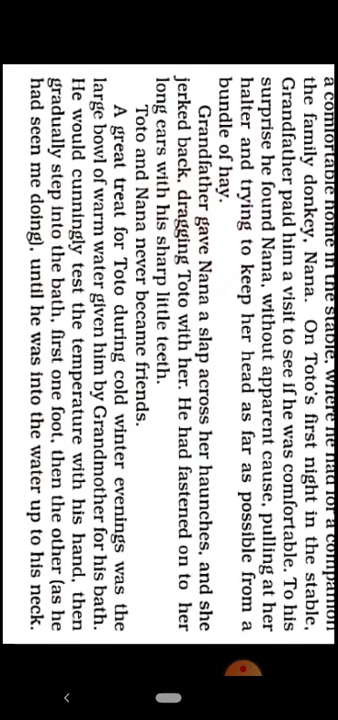 a comfortable home in the stable, where he had for a companion
the family donkey, Nana. On Toto's first night in the stable,
Grandfather paid him a visit to see if he was comfortable. To his
surprise he found Nana, without apparent cause, pulling at her
halter and trying to keep her head as far as possible from a
bundle of hay.
Grandfather gave Nana a slap across her haunches, and she
jerked back, dragging Toto with her. He had fastened on to her
long ears with his sharp little teeth.
Toto and Nana never became friends.
A great treat for Toto during cold winter evenings was the
large bowl of warm water given him by Grandmother for his bath.
He would cunningly test the temperature with his hand, then
gradually step into the bath, first one foot, then the other (as he
had seen me doing), until he was into the water up to his neck.